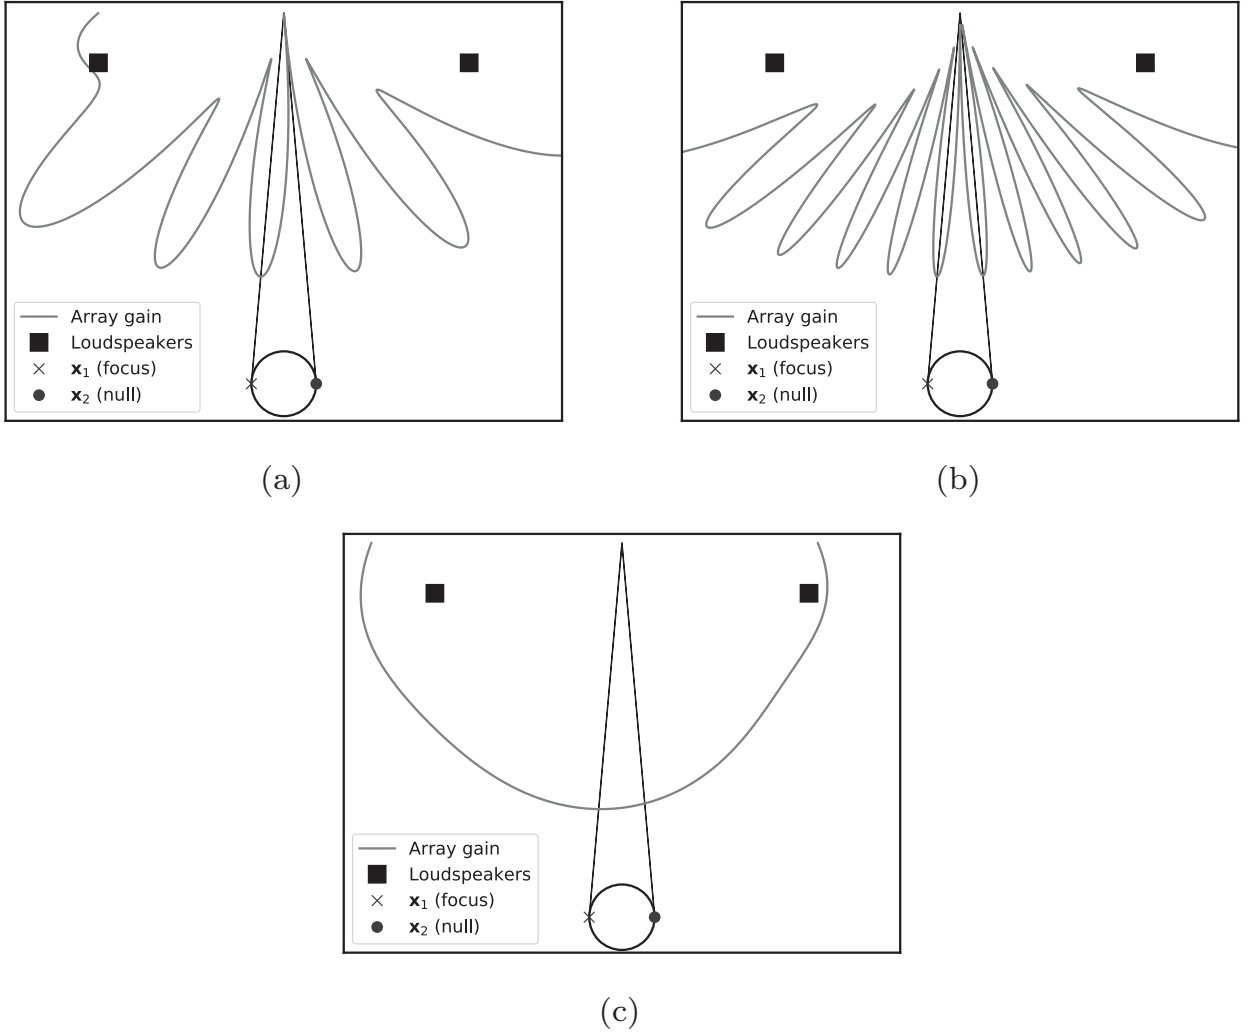 Array gain
Loudspeakers
x₁ (focus)
x₂ (null)
(a)
Array gain
Loudspeakers
x₁ (focus)
x₂ (null)
(b)
Array gain
Loudspeakers
x₁ (focus)
x₂ (null)
(c)